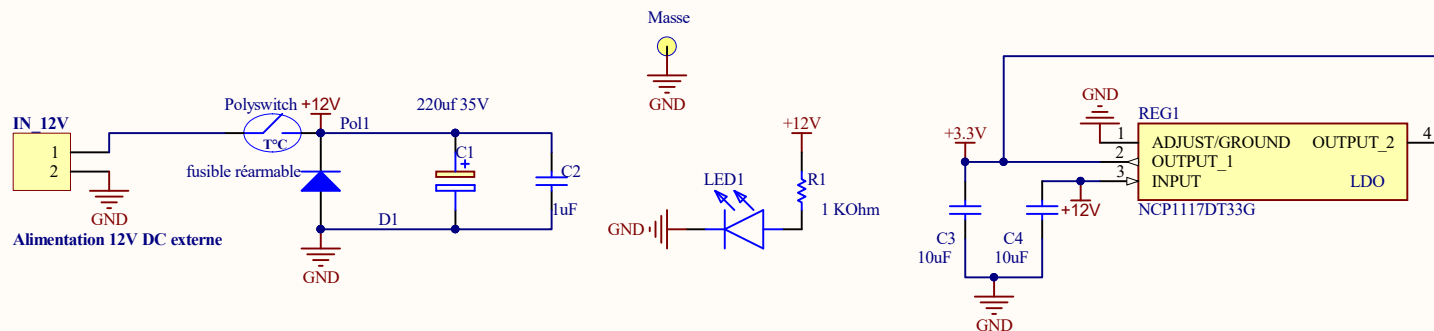 Masse
GND
Polyswitch
+12V
220uf 35V
IN_12V
Pol1
1
2
T°C
C1
+
fusible réarmable
C2
1uF
GND
D1
Alimentation 12V DC externe
GND
+12V
LED1
R1
1 KOhm
GND
GND
REG1
+3.3V
1
ADJUST/GROUND
OUTPUT_2
4
2
OUTPUT_1
3
INPUT
LDO
+12V
NCP1117DT33G
C3
10uF
C4
10uF
GND